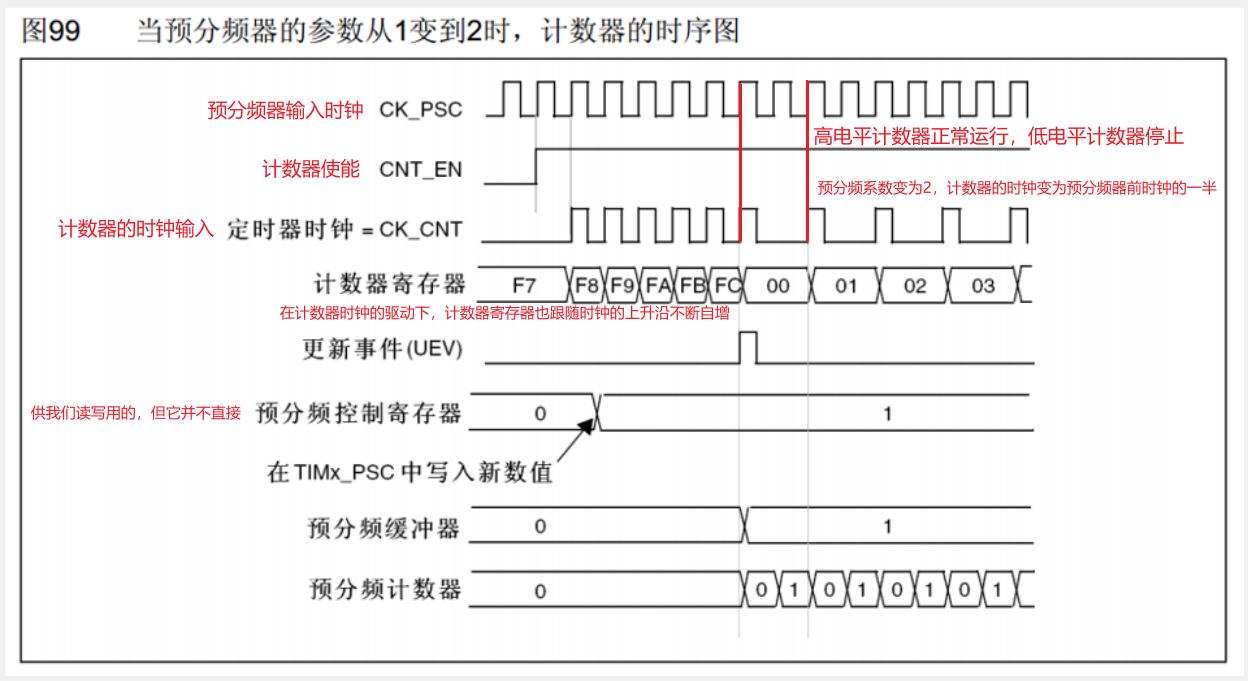 图99 当预分频器的参数从1变到2时，计数器的时序图
预分频器输入时钟 CK_PSC
高电平计数器正常运行，低电平计数器停止
计数器使能 CNT_EN
预分频系数变为2，计数器的时钟变为预分频器前时钟的一半
计数器的时钟输入 定时器时钟 = CK_CNT
计数器寄存器 F7 F8 F9 FA FB FC 00 01 02 03
在计数器时钟的驱动下，计数器寄存器也跟随时钟的上升沿不断自增
更新事件(UEV)
供我们读写用的，但它并不直接 预分频控制寄存器 0 1
在TIMx_PSC中写入新数值
预分频缓冲器 0 1
预分频计数器 0 0 1 0 1 0 1 0 1